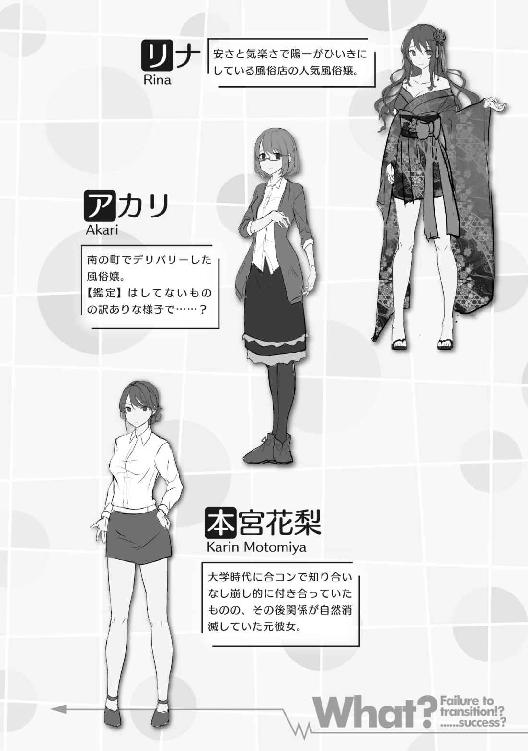 リナ
Rina
安さと気楽さで陽一がひいきに
している風俗店の人気風俗嬢。
アカリ
Akari
南の町でデリバリーした
風俗嬢。
【鑑定】はしてないもの
の訳ありな様子で……？
本宮花梨
Karin Motomiya
大学時代に合コンで知り合い
なし崩し的に付き合っていた
ものの、その後関係が自然消
滅していた元彼女。
What?
Failure to
transition!?
......success?